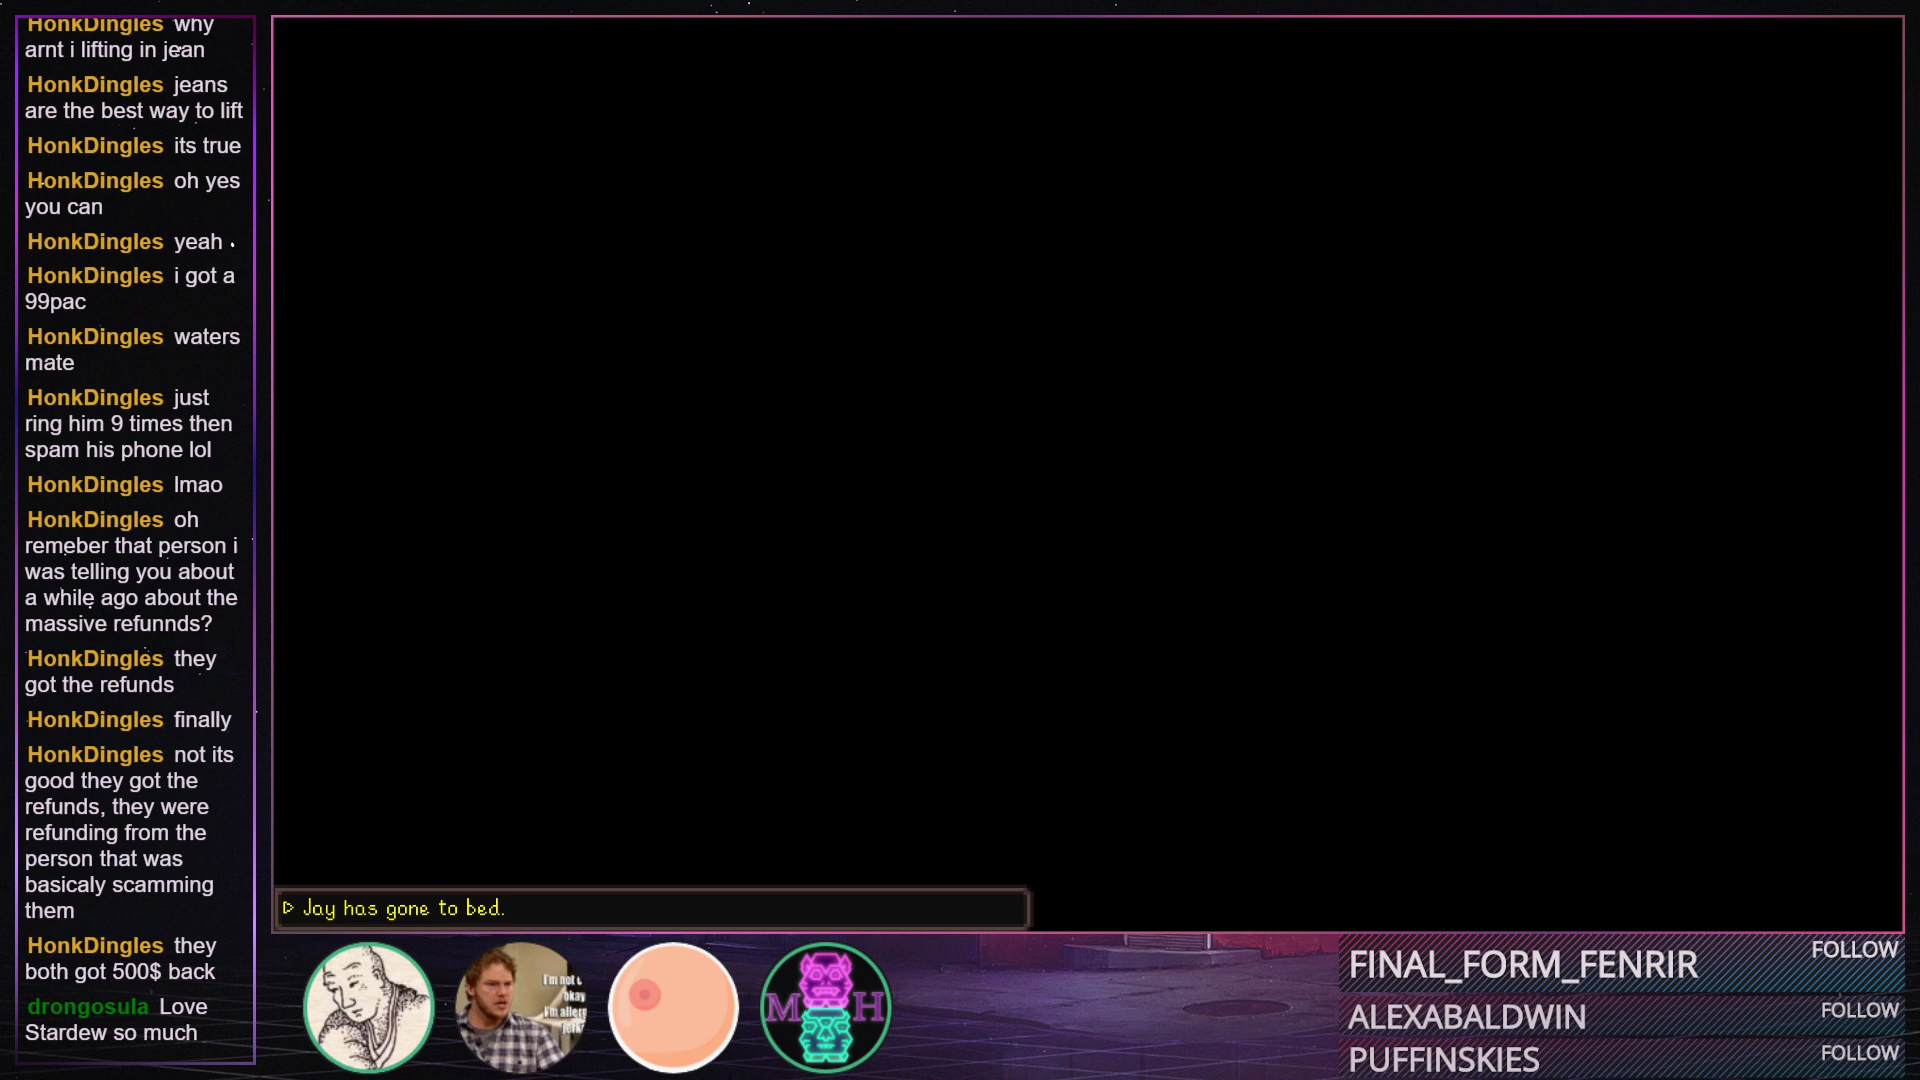 HonkDingles why
arnt i lifting in jean
HonkDingles jeans
are the best way to lift
HonkDingles its true
HonkDingles oh yes
you can
HonkDingles yeah
HonkDingles i got a
99pac
HonkDingles waters
mate
HonkDingles just
ring him 9 times then
spam his phone lol
HonkDingles lmao
HonkDingles oh
remeber that person i
was telling you about
a while ago about the
massive refunnds?
HonkDingles they
got the refunds
HonkDingles finally
HonkDingles not its
good they got the
refunds, they were
refunding from the
person that was
basicaly scamming
them
HonkDingles they
both got 500$ back
drongosula Love
Stardew so much
Jay has gone to bed.
I'm not
okay
I'm allerg
M H
FINAL_FORM_FENRIR FOLLOW
ALEXABALDWIN FOLLOW
PUFFINSKIES FOLLOW